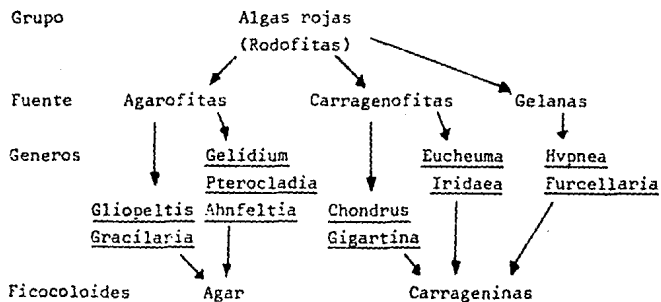 Grupo Algas rojas
(Rodofitas)
Fuente Agarofitas Carragenofitas Gelanas
Generos Gelidium Eucheuma Hvpnea
Pterocladia Iridaea Furcellaria
Gliopeltis Ahnfeltia Chondrus
Gracilaria Gigartina
Ficocoloides Agar Carrageninas